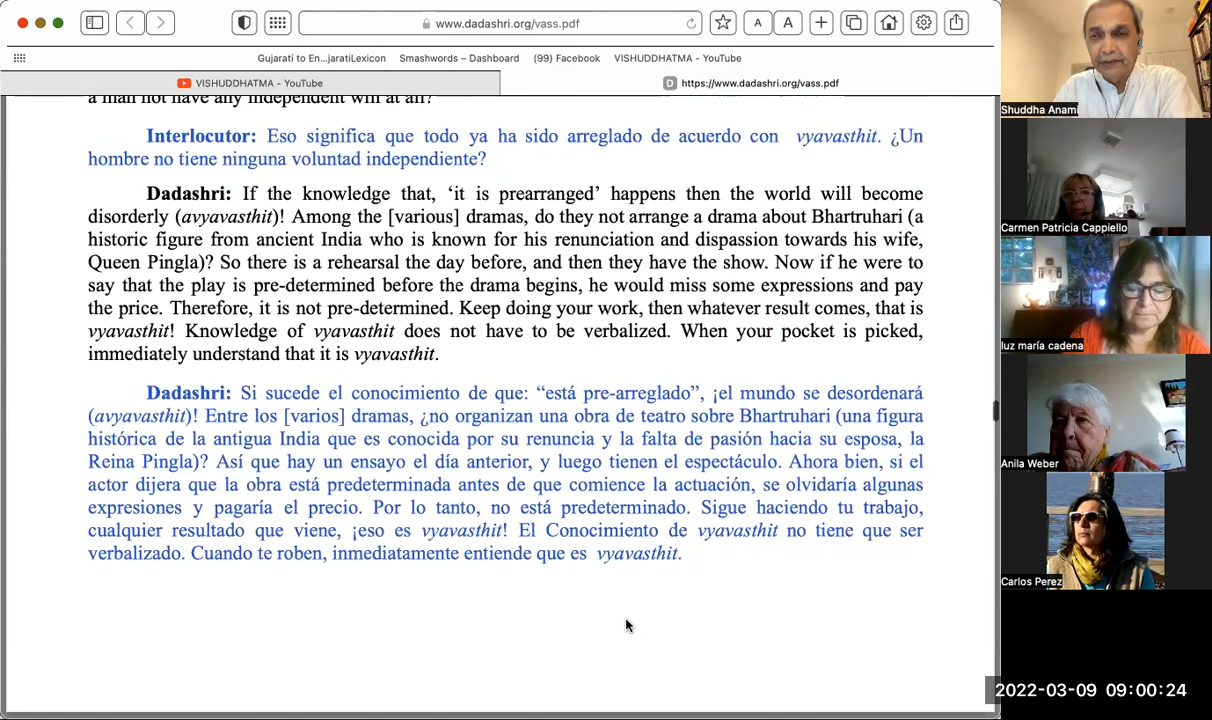 www.dadashri.org/vass.pdf
A A
Gujarati to En...jaratiLexicon Smashwords – Dashboard (99) Facebook VISHUDDHATMA - YouTube
VISHUDDHATMA - YouTube
D https://www.dadashri.org/vass.pdf
a man not have any independent will at all?
Interlocutor: Eso significa que todo ya ha sido arreglado de acuerdo con vyavasthit. ¿Un
hombre no tiene ninguna voluntad independiente?
Dadashri: If the knowledge that, ‘it is prearranged’ happens then the world will become
disorderly (avyavasthit)! Among the [various] dramas, do they not arrange a drama about Bhartruhari (a
historic figure from ancient India who is known for his renunciation and dispassion towards his wife,
Queen Pingla)? So there is a rehearsal the day before, and then they have the show. Now if he were to
say that the play is pre-determined before the drama begins, he would miss some expressions and pay
the price. Therefore, it is not pre-determined. Keep doing your work, then whatever result comes, that is
vyavasthit! Knowledge of vyavasthit does not have to be verbalized. When your pocket is picked,
immediately understand that it is vyavasthit.
Dadashri: Si sucede el conocimiento de que: “está pre-arreglado”, ¡el mundo se desordenará
(avyavasthit)! Entre los [varios] dramas, ¿no organizan una obra de teatro sobre Bhartruhari (una figura
histórica de la antigua India que es conocida por su renuncia y la falta de pasión hacia su esposa, la
Reina Pingla)? Así que hay un ensayo el día anterior, y luego tienen el espectáculo. Ahora bien, si el
actor dijera que la obra está predeterminada antes de que comience la actuación, se olvidaría algunas
expresiones y pagaría el precio. Por lo tanto, no está predeterminado. Sigue haciendo tu trabajo,
cualquier resultado que viene, ¡eso es vyavasthit! El Conocimiento de vyavasthit no tiene que ser
verbalizado. Cuando te roben, inmediatamente entiende que es vyavasthit.
Shuddha Anami
Carmen Patricia Cappiello
luz maría cadena
Anila Weber
Carlos Perez
2022-03-09 09:00:24